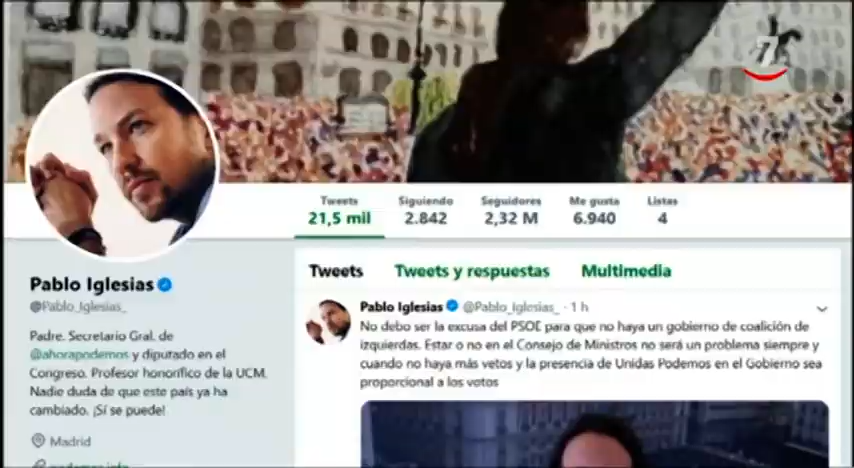 7
Tweets Siguiendo Seguidores Me gusta Listas
21,5 mil 2.842 2,32 M 6.940 4
Pablo Iglesias
@Pablo_Iglesias_
Padre. Secretario Gral. de
@ahorapodemos y diputado en el
Congreso. Profesor honorífico de la UCM.
Nadie duda de que este país ya ha
cambiado. ¡Sí se puede!
Madrid
podemos.info
Tweets Tweets y respuestas Multimedia
Pablo Iglesias @Pablo_Iglesias_ · 1 h
No debo ser la excusa del PSOE para que no haya un gobierno de coalición de
izquierdas. Estar o no en el Consejo de Ministros no será un problema siempre y
cuando no haya más vetos y la presencia de Unidas Podemos en el Gobierno sea
proporcional a los votos